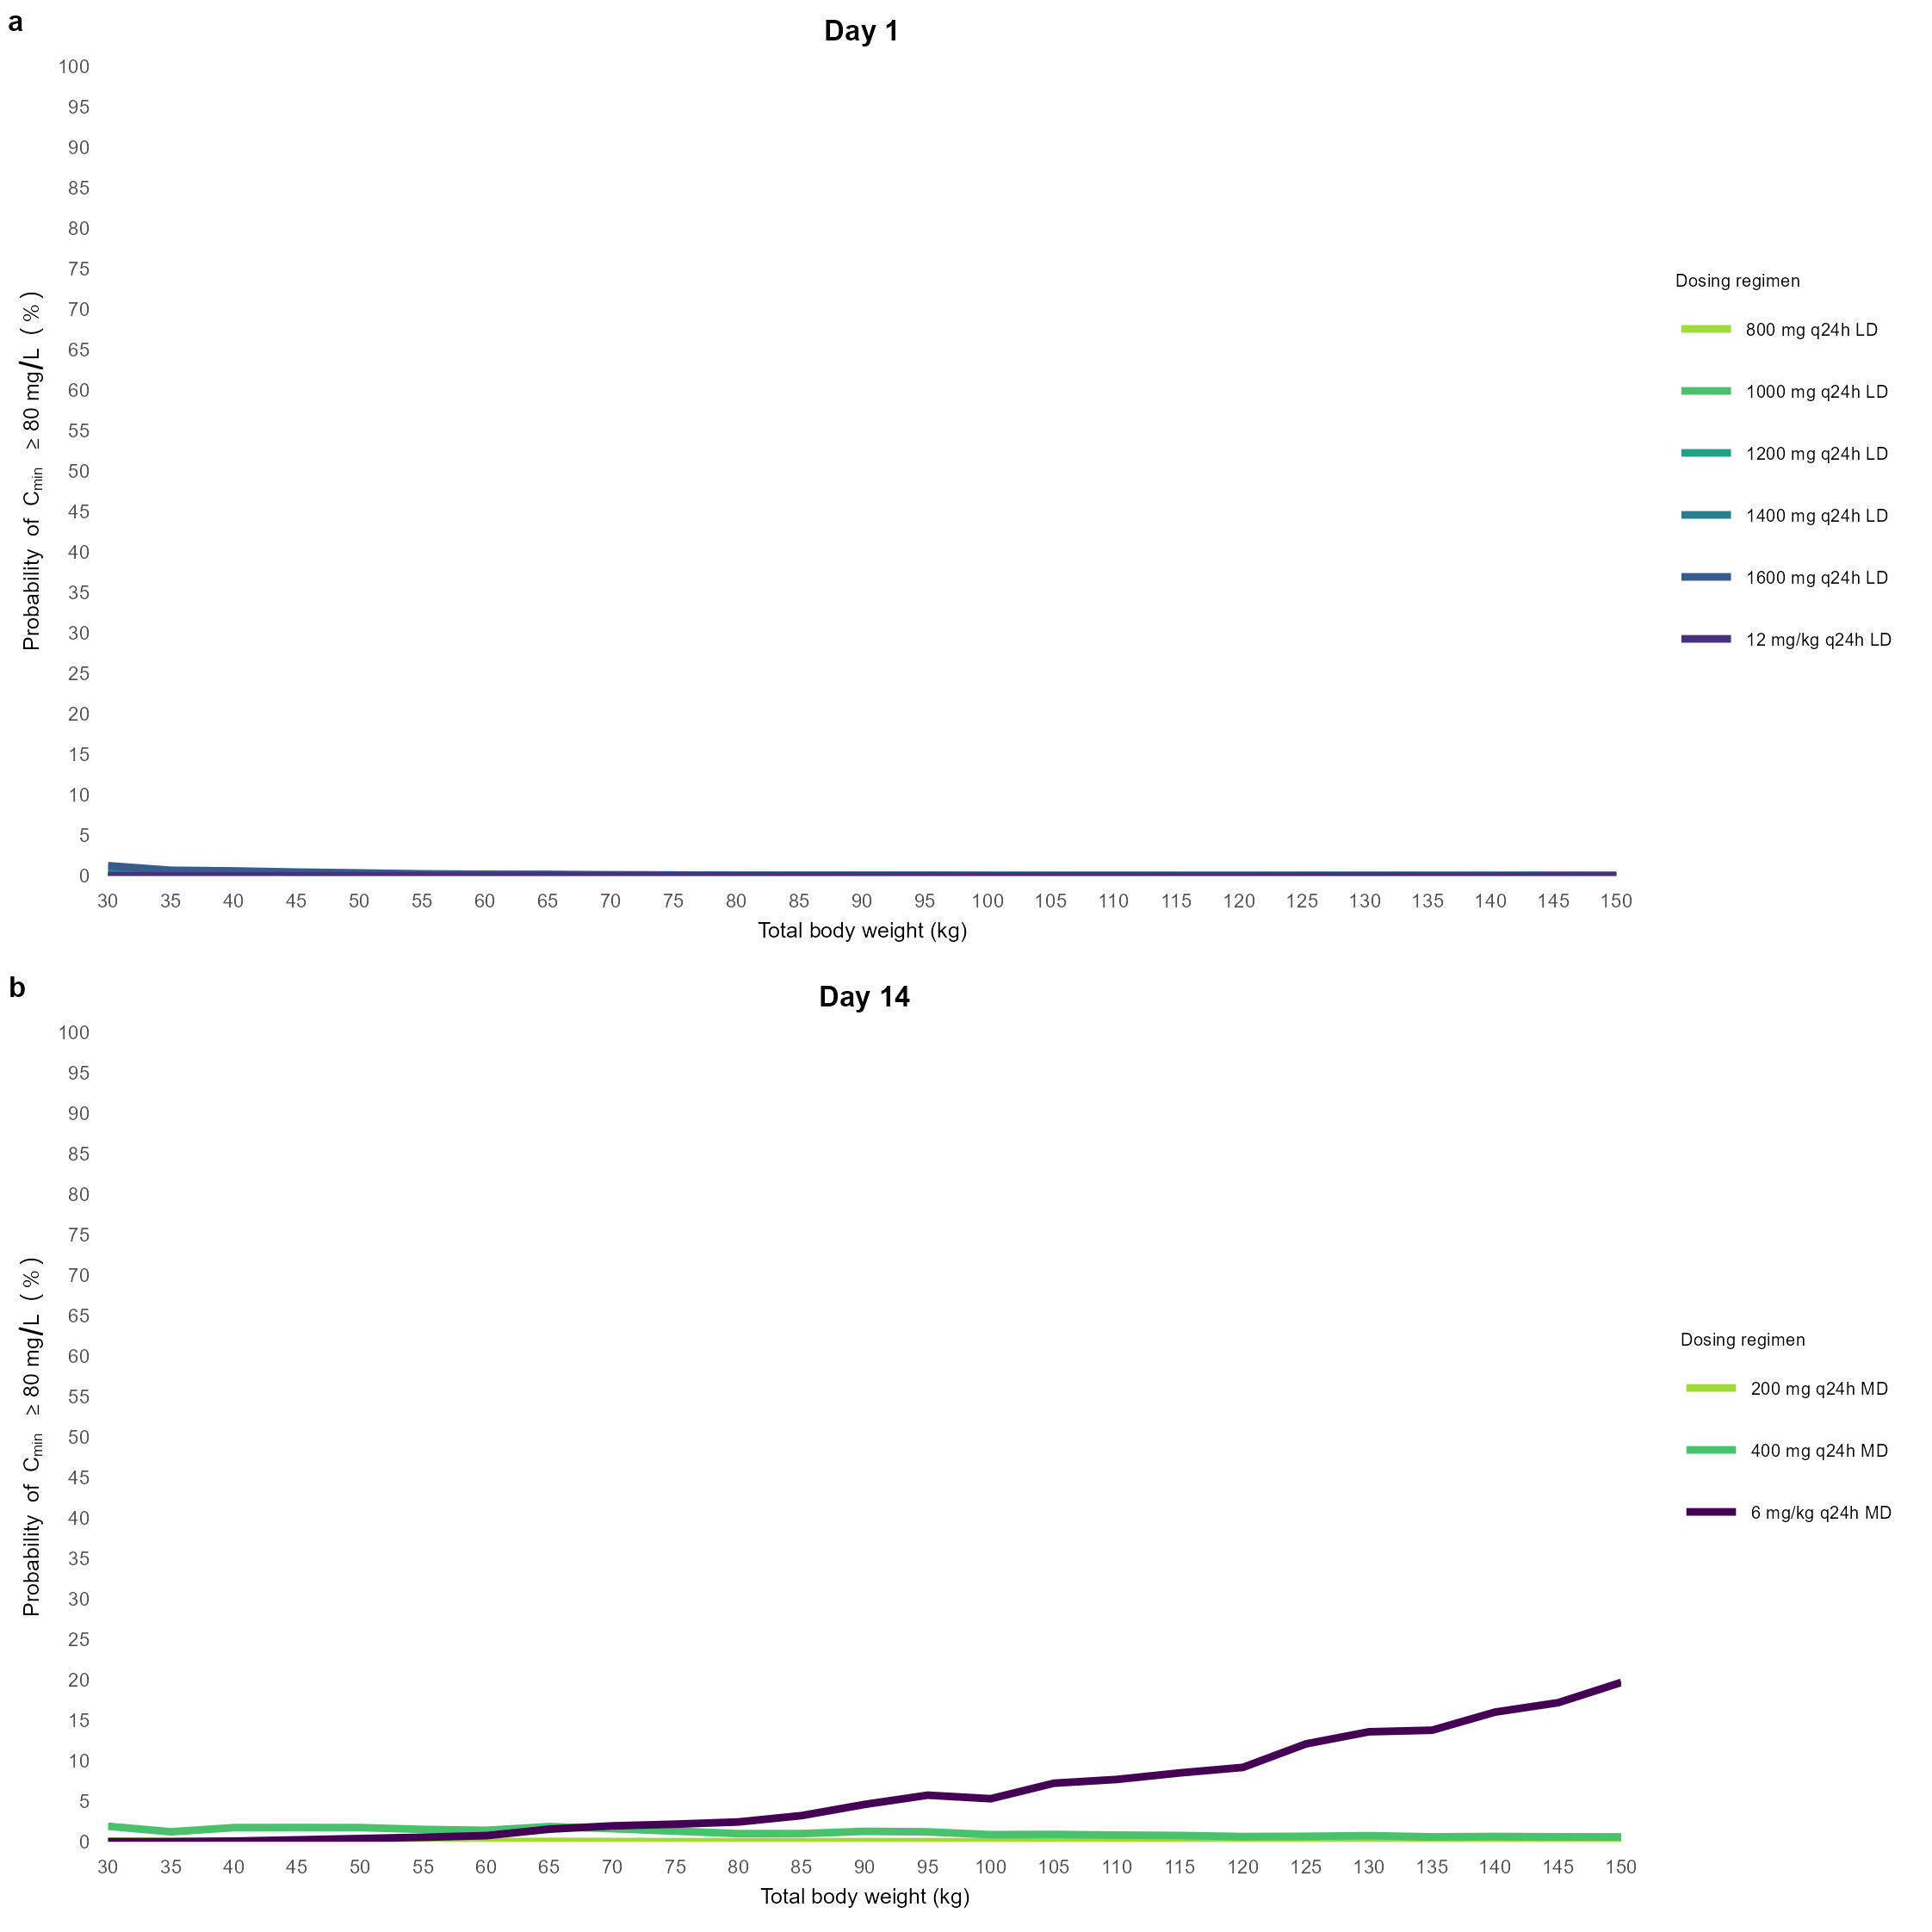 a
Day 1
100
95
90
85
80
75
70
65
60
55
50
45
40
35
30
25
20
15
10
5
0
Probability of Cmin ≥ 80 mg/L ( % )
30 35 40 45 50 55 60 65 70 75 80 85 90 95 100 105 110 115 120 125 130 135 140 145 150
Total body weight (kg)
Dosing regimen
800 mg q24h LD
1000 mg q24h LD
1200 mg q24h LD
1400 mg q24h LD
1600 mg q24h LD
12 mg/kg q24h LD
b
Day 14
100
95
90
85
80
75
70
65
60
55
50
45
40
35
30
25
20
15
10
5
0
Probability of Cmin ≥ 80 mg/L ( % )
30 35 40 45 50 55 60 65 70 75 80 85 90 95 100 105 110 115 120 125 130 135 140 145 150
Total body weight (kg)
Dosing regimen
200 mg q24h MD
400 mg q24h MD
6 mg/kg q24h MD